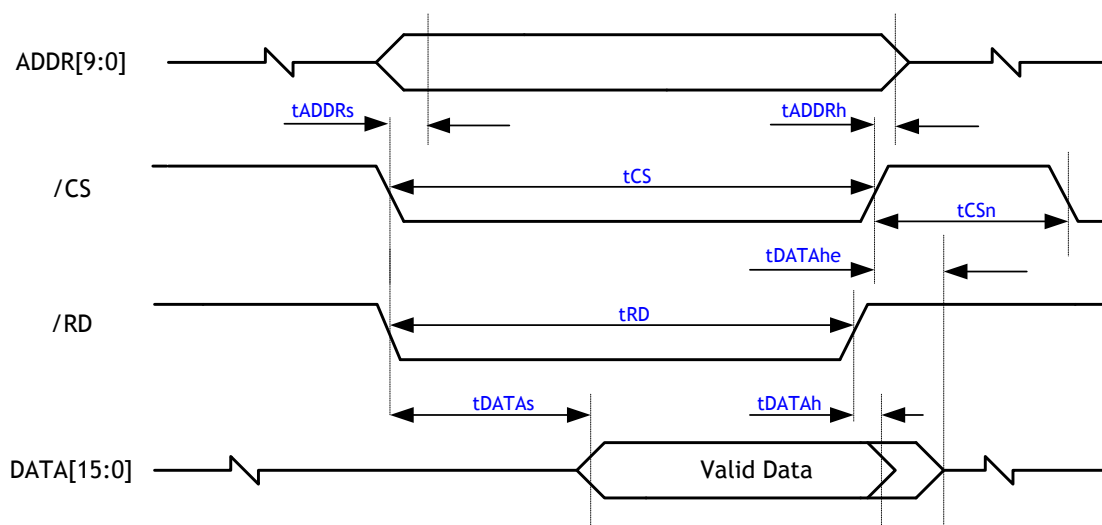 ADDR[9:0]
tADDRs
tADDRh
/CS
tCS
tCSn
tDATAhe
/RD
tRD
tDATAs
tDATAh
DATA[15:0]
Valid Data